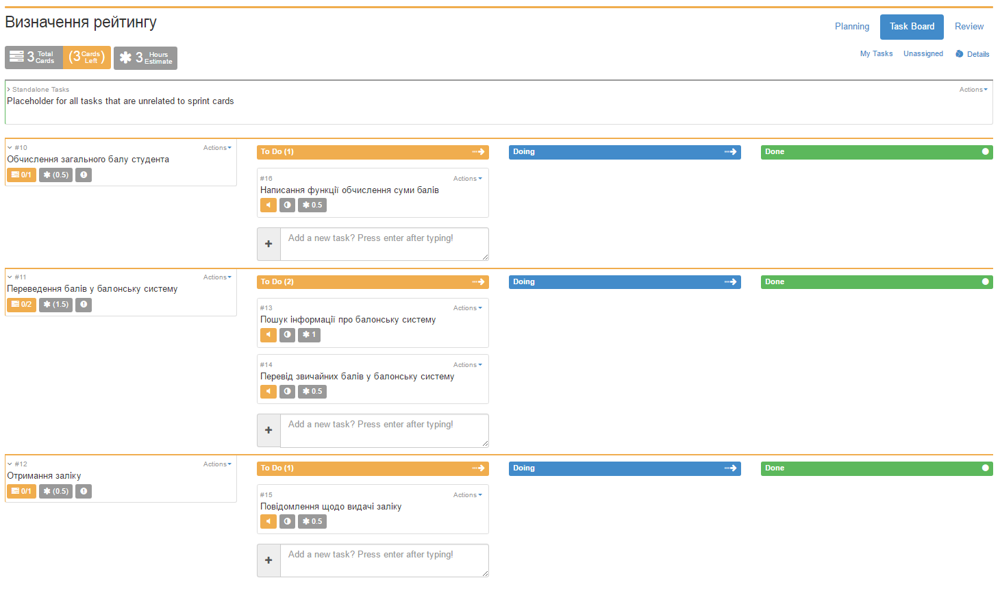 Визначення рейтингу
Planning
Task Board
Review
3 Total Cards
(3 Cards Left)
3 Hours Estimate
My Tasks
Unassigned
Details
Standalone Tasks
Actions
Placeholder for all tasks that are unrelated to sprint cards
#10
Actions
Обчислення загального балу студента
0/1
(0.5)
To Do (1)
Doing
Done
#16
Actions
Написання функції обчислення суми балів
0.5
Add a new task? Press enter after typing!
#11
Actions
Переведення балів у балонську систему
0/2
(1.5)
To Do (2)
Doing
Done
#13
Actions
Пошук інформації про балонську систему
1
#14
Actions
Перевід звичайних балів у балонську систему
0.5
Add a new task? Press enter after typing!
#12
Actions
Отримання заліку
0/1
(0.5)
To Do (1)
Doing
Done
#15
Actions
Повідомлення щодо видачі заліку
0.5
Add a new task? Press enter after typing!